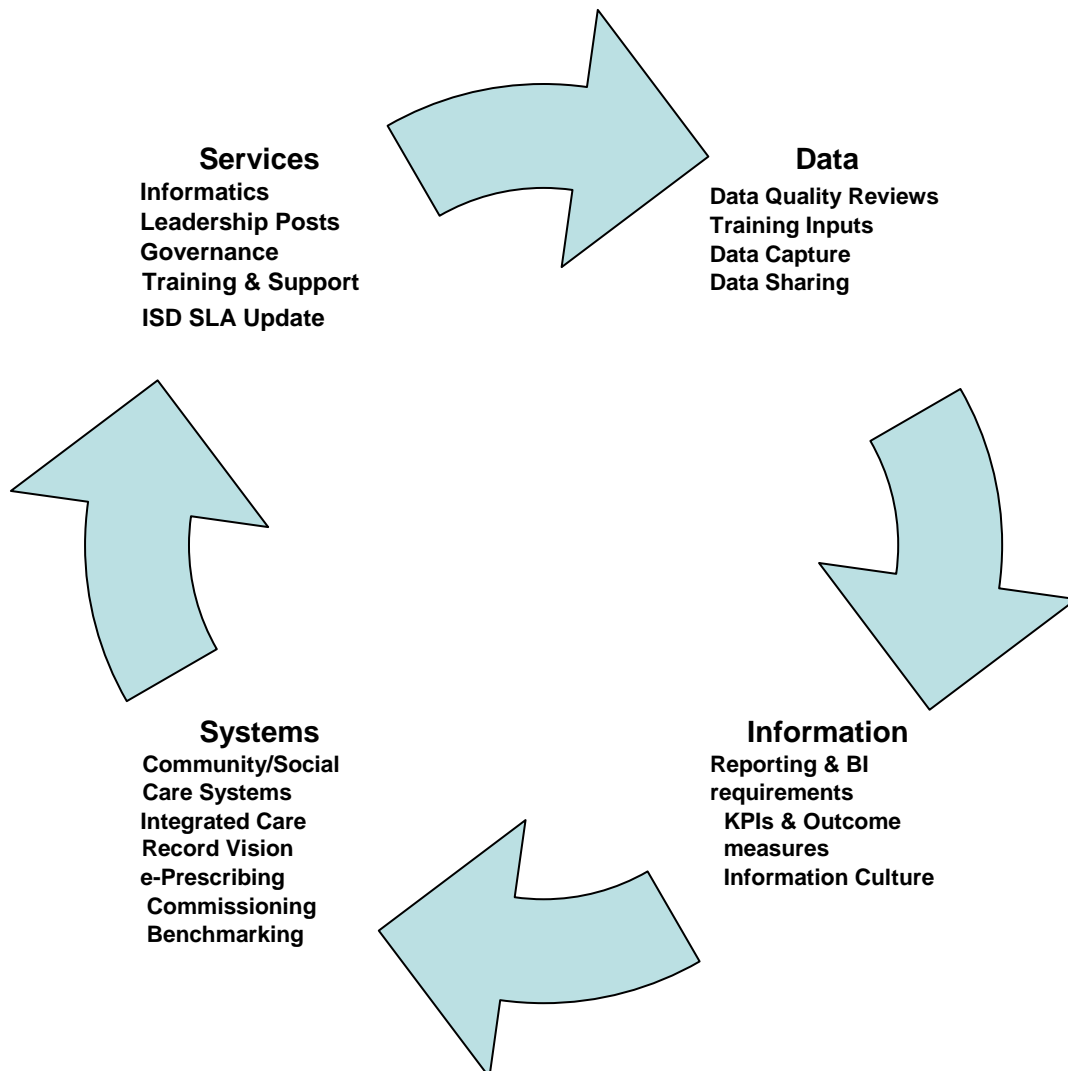 Services
Informatics
Leadership Posts
Governance
Training & Support
ISD SLA Update
Data
Data Quality Reviews
Training Inputs
Data Capture
Data Sharing
Systems
Community/Social
Care Systems
Integrated Care
Record Vision
e-Prescribing
Commissioning
Benchmarking
Information
Reporting & BI
requirements
KPIs & Outcome
measures
Information Culture